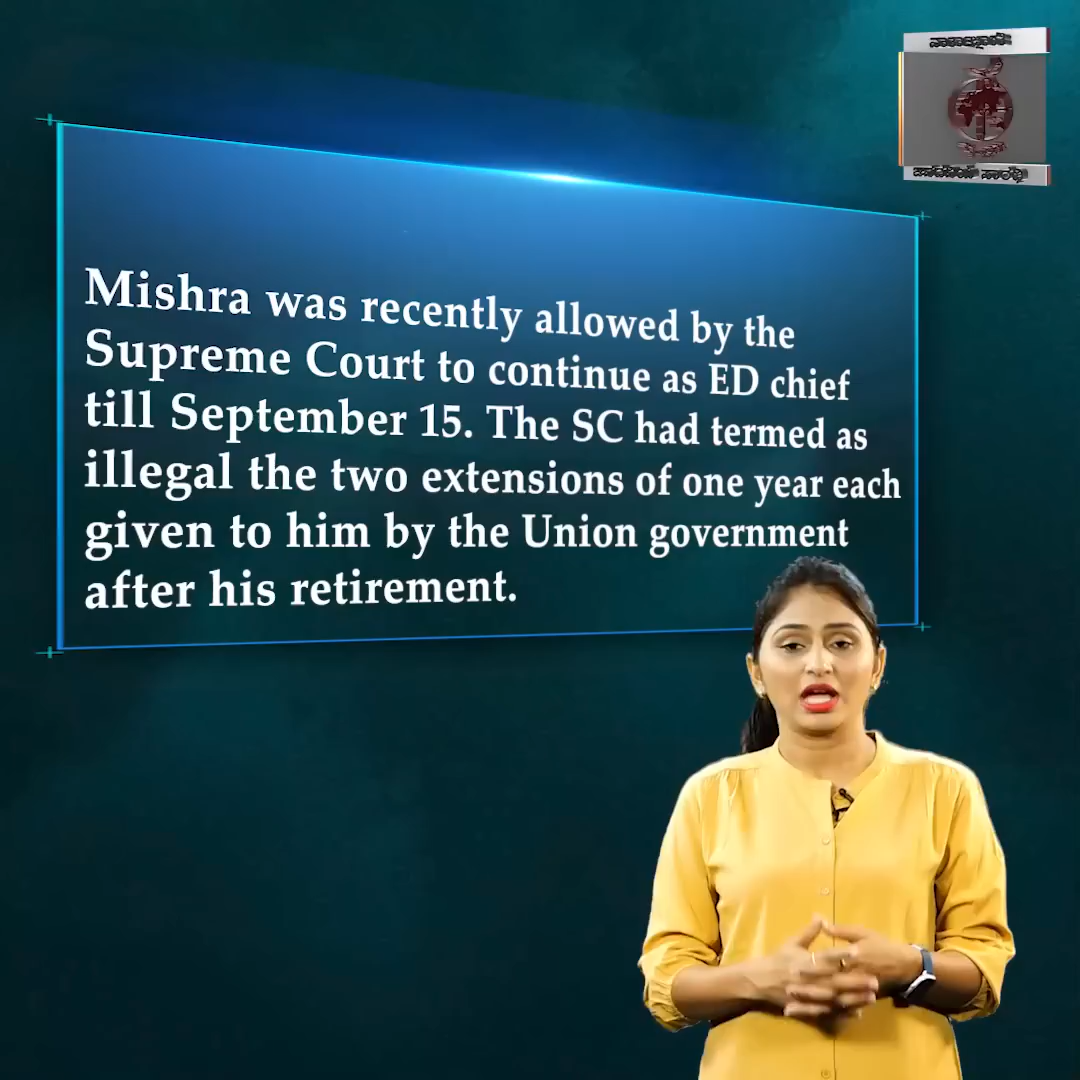 Mishra was recently allowed by the
Supreme Court to continue as ED chief
till September 15. The SC had termed as
illegal the two extensions of one year each
given to him by the Union government
after his retirement.